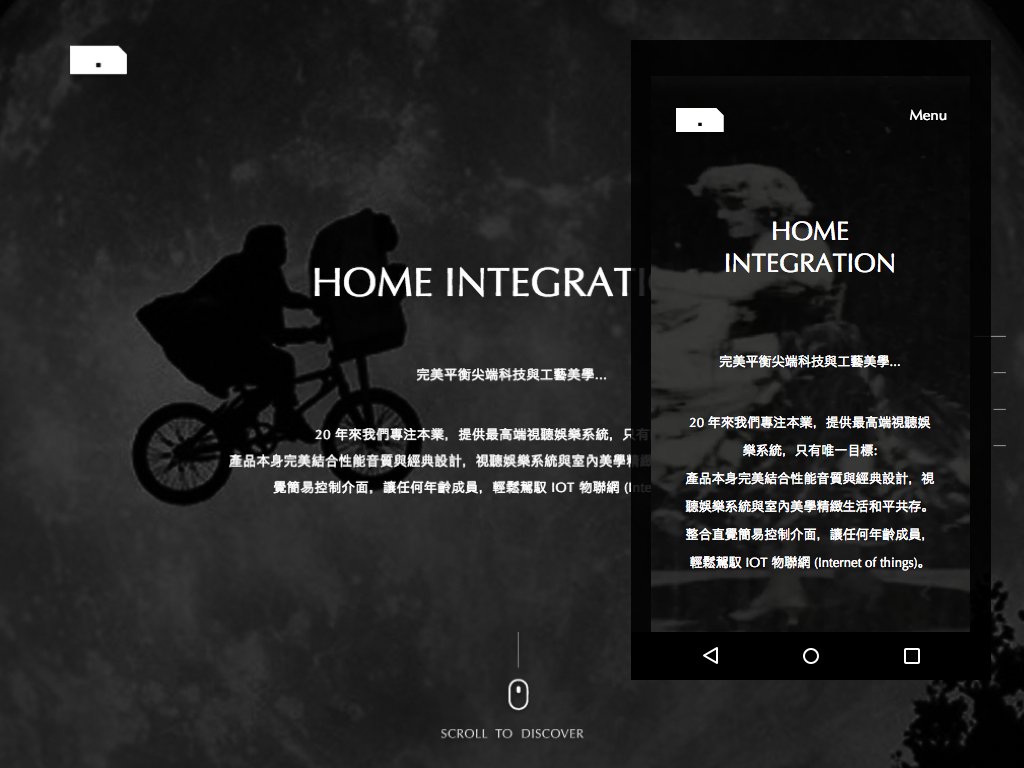 HOME INTEGRATI
完美平衡尖端科技與工藝美學...
20 年來我們專注本業，提供最高端視聽娛樂系統，只有
產品本身完美結合性能音質與經典設計，視聽娛樂系統與室內美學精
覺簡易控制介面，讓任何年齡成員，輕鬆駕馭 IOT 物聯網 (Inte
SCROLL TO DISCOVER
Menu
HOME
INTEGRATION
完美平衡尖端科技與工藝美學...
20 年來我們專注本業，提供最高端視聽娛
樂系統，只有唯一目標:
產品本身完美結合性能音質與經典設計，視
聽娛樂系統與室內美學精緻生活和平共存。
整合直覺簡易控制介面，讓任何年齡成員，
輕鬆駕馭 IOT 物聯網 (Internet of things)。